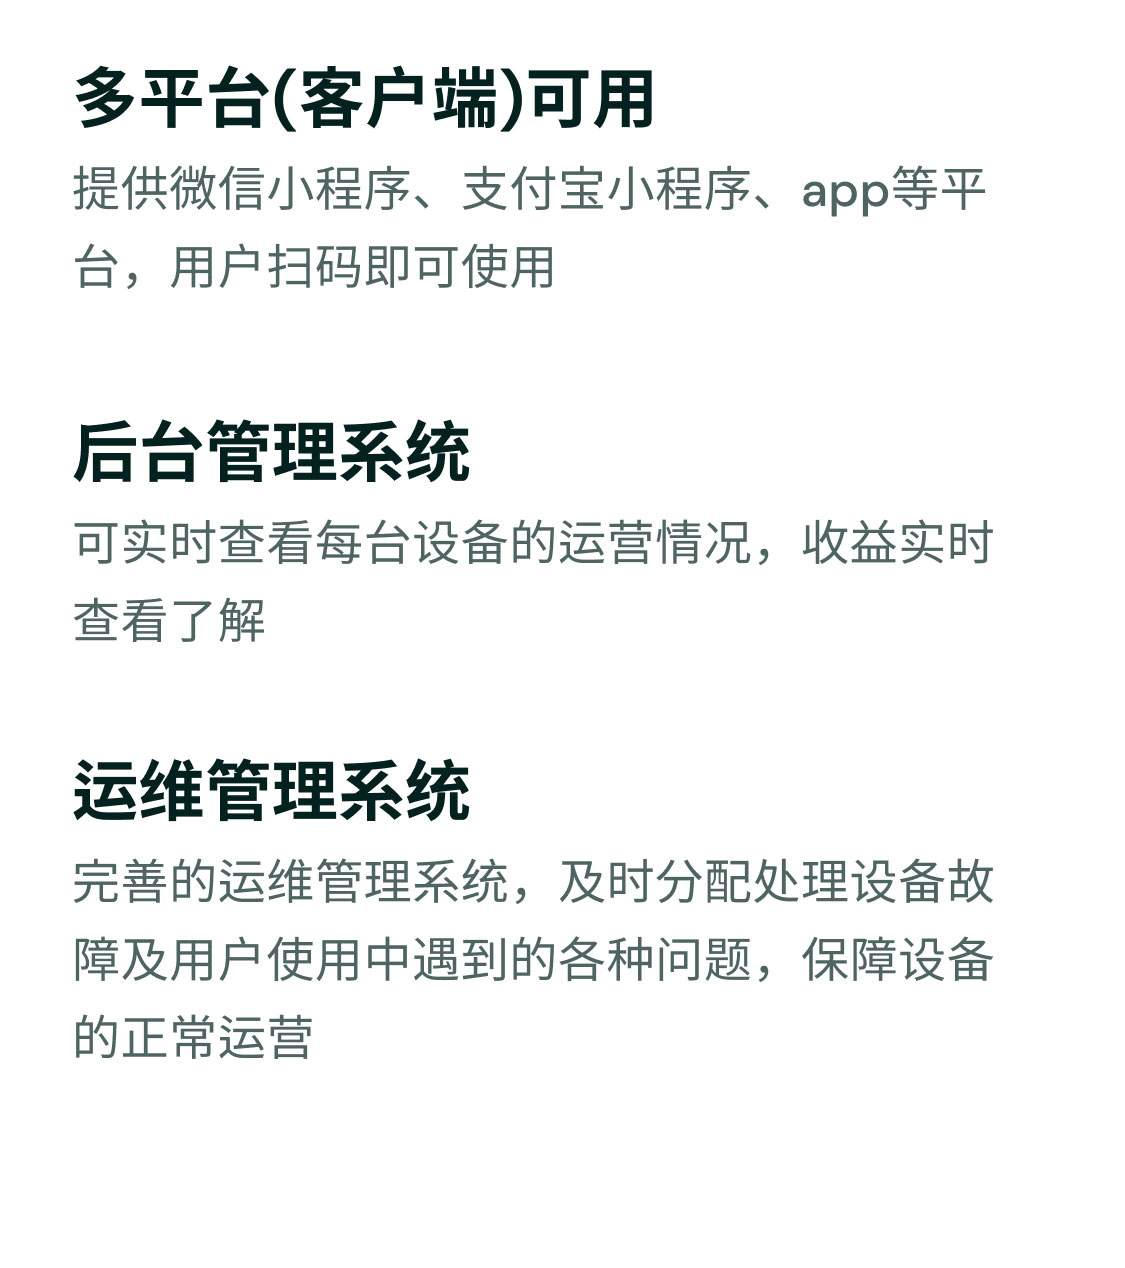 多平台(客户端)可用
提供微信小程序、支付宝小程序、app等平
台，用户扫码即可使用
后台管理系统
可实时查看每台设备的运营情况，收益实时
查看了解
运维管理系统
完善的运维管理系统，及时分配处理设备故
障及用户使用中遇到的各种问题，保障设备
的正常运营